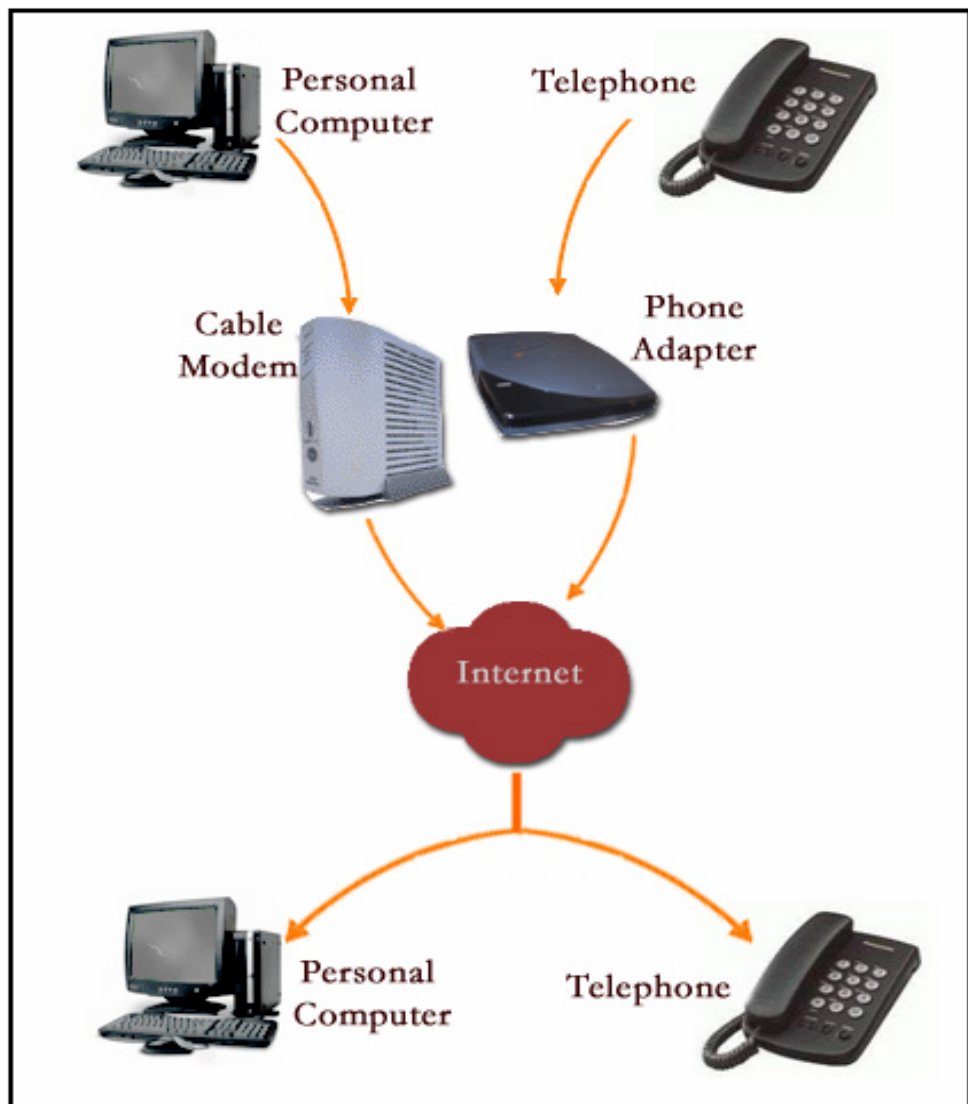 Personal
Computer
Telephone
Cable
Modem
Phone
Adapter
Internet
Personal
Computer
Telephone